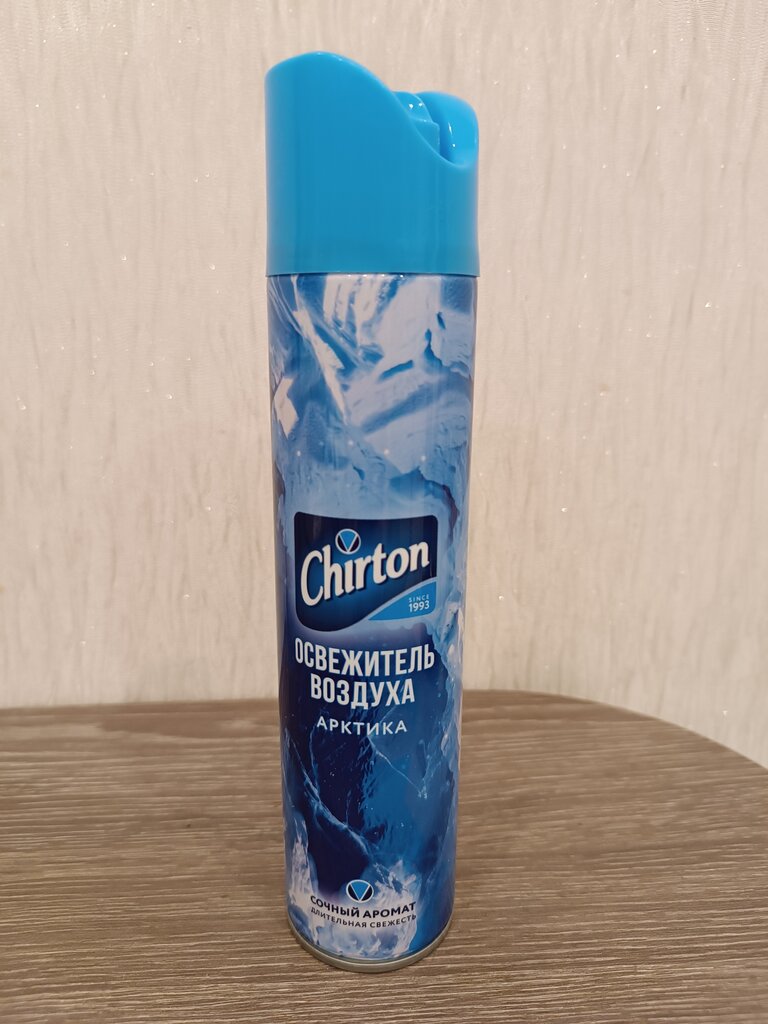 Chirton
SINCE
1993
ОСВЕЖИТЕЛЬ
ВОЗДУХА
АРКТИКА
СОЧНЫЙ АРОМАТ
ДЛИТЕЛЬНАЯ СВЕЖЕСТЬ